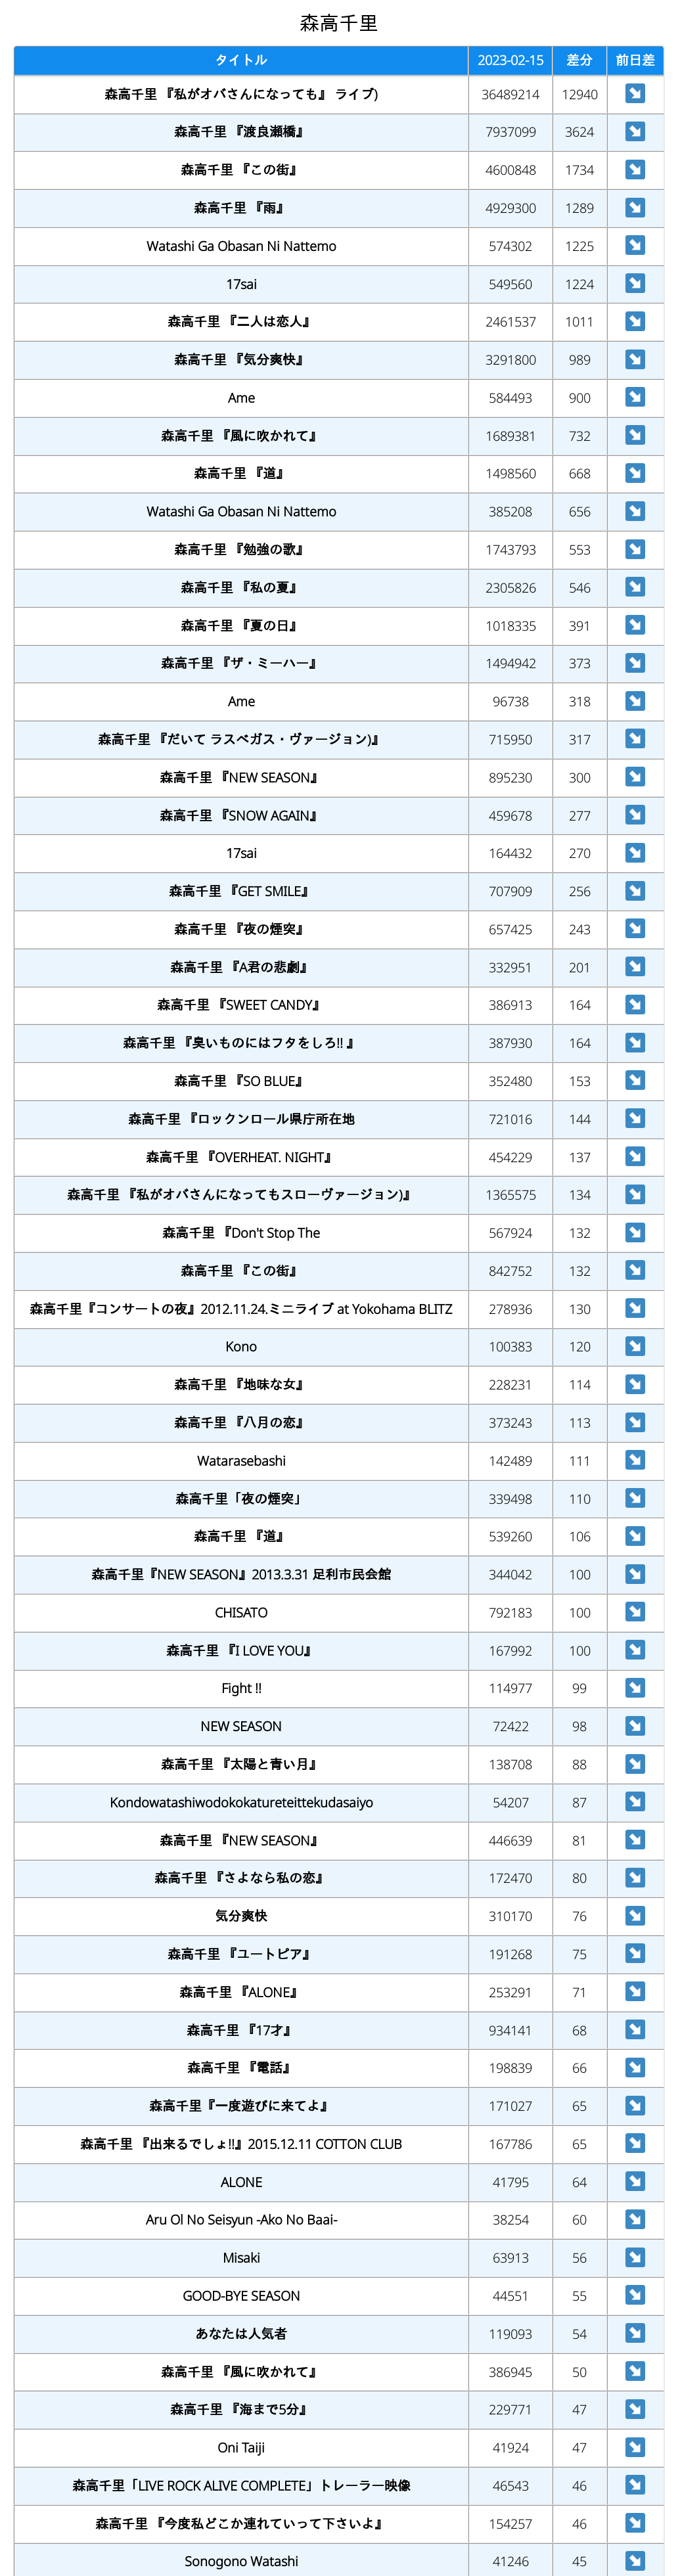 森高千里
タイトル 2023-02-15 差分 前日差
森高千里 『私がオバさんになっても』 ライブ) 36489214 12940
森高千里 『渡良瀬橋』 7937099 3624
森高千里 『この街』 4600848 1734
森高千里 『雨』 4929300 1289
Watashi Ga Obasan Ni Nattemo 574302 1225
17sai 549560 1224
森高千里 『二人は恋人』 2461537 1011
森高千里 『気分爽快』 3291800 989
Ame 584493 900
森高千里 『風に吹かれて』 1689381 732
森高千里 『道』 1498560 668
Watashi Ga Obasan Ni Nattemo 385208 656
森高千里 『勉強の歌』 1743793 553
森高千里 『私の夏』 2305826 546
森高千里 『夏の日』 1018335 391
森高千里 『ザ・ミーハー』 1494942 373
Ame 96738 318
森高千里 『だいて ラスベガス・ヴァージョン)』 715950 317
森高千里 『NEW SEASON』 895230 300
森高千里 『SNOW AGAIN』 459678 277
17sai 164432 270
森高千里 『GET SMILE』 707909 256
森高千里 『夜の煙突』 657425 243
森高千里 『A君の悲劇』 332951 201
森高千里 『SWEET CANDY』 386913 164
森高千里 『臭いものにはフタをしろ!! 』 387930 164
森高千里 『SO BLUE』 352480 153
森高千里 『ロックンロール県庁所在地 721016 144
森高千里 『OVERHEAT. NIGHT』 454229 137
森高千里 『私がオバさんになってもスローヴァージョン)』 1365575 134
森高千里 『Don't Stop The 567924 132
森高千里 『この街』 842752 132
森高千里『コンサートの夜』2012.11.24.ミニライブ at Yokohama BLITZ 278936 130
Kono 100383 120
森高千里 『地味な女』 228231 114
森高千里 『八月の恋』 373243 113
Watarasebashi 142489 111
森高千里「夜の煙突」 339498 110
森高千里 『道』 539260 106
森高千里『NEW SEASON』2013.3.31 足利市民会館 344042 100
CHISATO 792183 100
森高千里 『I LOVE YOU』 167992 100
Fight !! 114977 99
NEW SEASON 72422 98
森高千里 『太陽と青い月』 138708 88
Kondowatashiwodokokatureteittekudasaiyo 54207 87
森高千里 『NEW SEASON』 446639 81
森高千里 『さよなら私の恋』 172470 80
気分爽快 310170 76
森高千里 『ユートピア』 191268 75
森高千里 『ALONE』 253291 71
森高千里 『17才』 934141 68
森高千里 『電話』 198839 66
森高千里『一度遊びに来てよ』 171027 65
森高千里 『出来るでしょ!!』2015.12.11 COTTON CLUB 167786 65
ALONE 41795 64
Aru Ol No Seisyun -Ako No Baai- 38254 60
Misaki 63913 56
GOOD-BYE SEASON 44551 55
あなたは人気者 119093 54
森高千里 『風に吹かれて』 386945 50
森高千里 『海まで5分』 229771 47
Oni Taiji 41924 47
森高千里「LIVE ROCK ALIVE COMPLETE」トレーラー映像 46543 46
森高千里 『今度私どこか連れていって下さいよ』 154257 46
Sonogono Watashi 41246 45